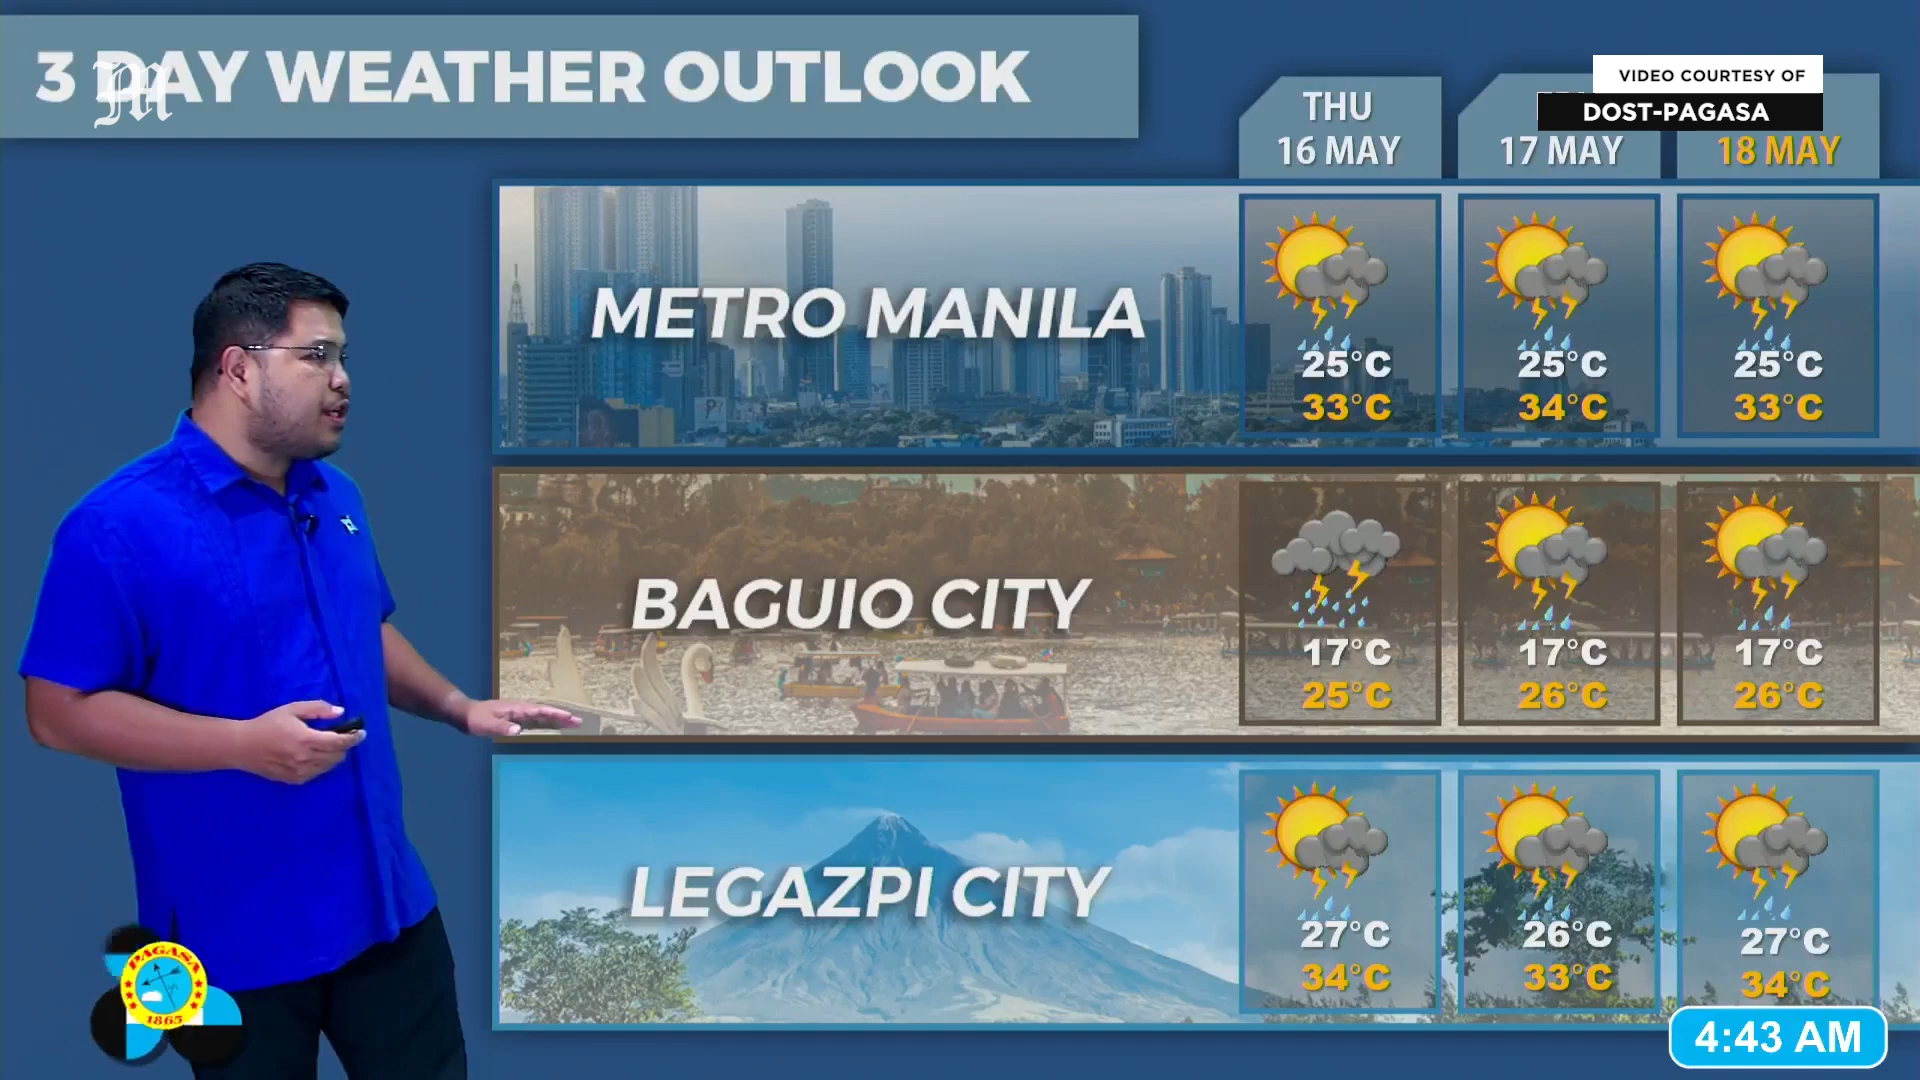 3 DAY WEATHER OUTLOOK
M
VIDEO COURTESY OF
DOST-PAGASA
THU
16 MAY
17 MAY
18 MAY
METRO MANILA
25°C
33°C
25°C
34°C
25°C
33°C
BAGUIO CITY
17°C
25°C
17°C
26°C
17°C
26°C
LEGAZPI CITY
27°C
34°C
26°C
33°C
27°C
34°C
PAGASA
1865
4:43 AM